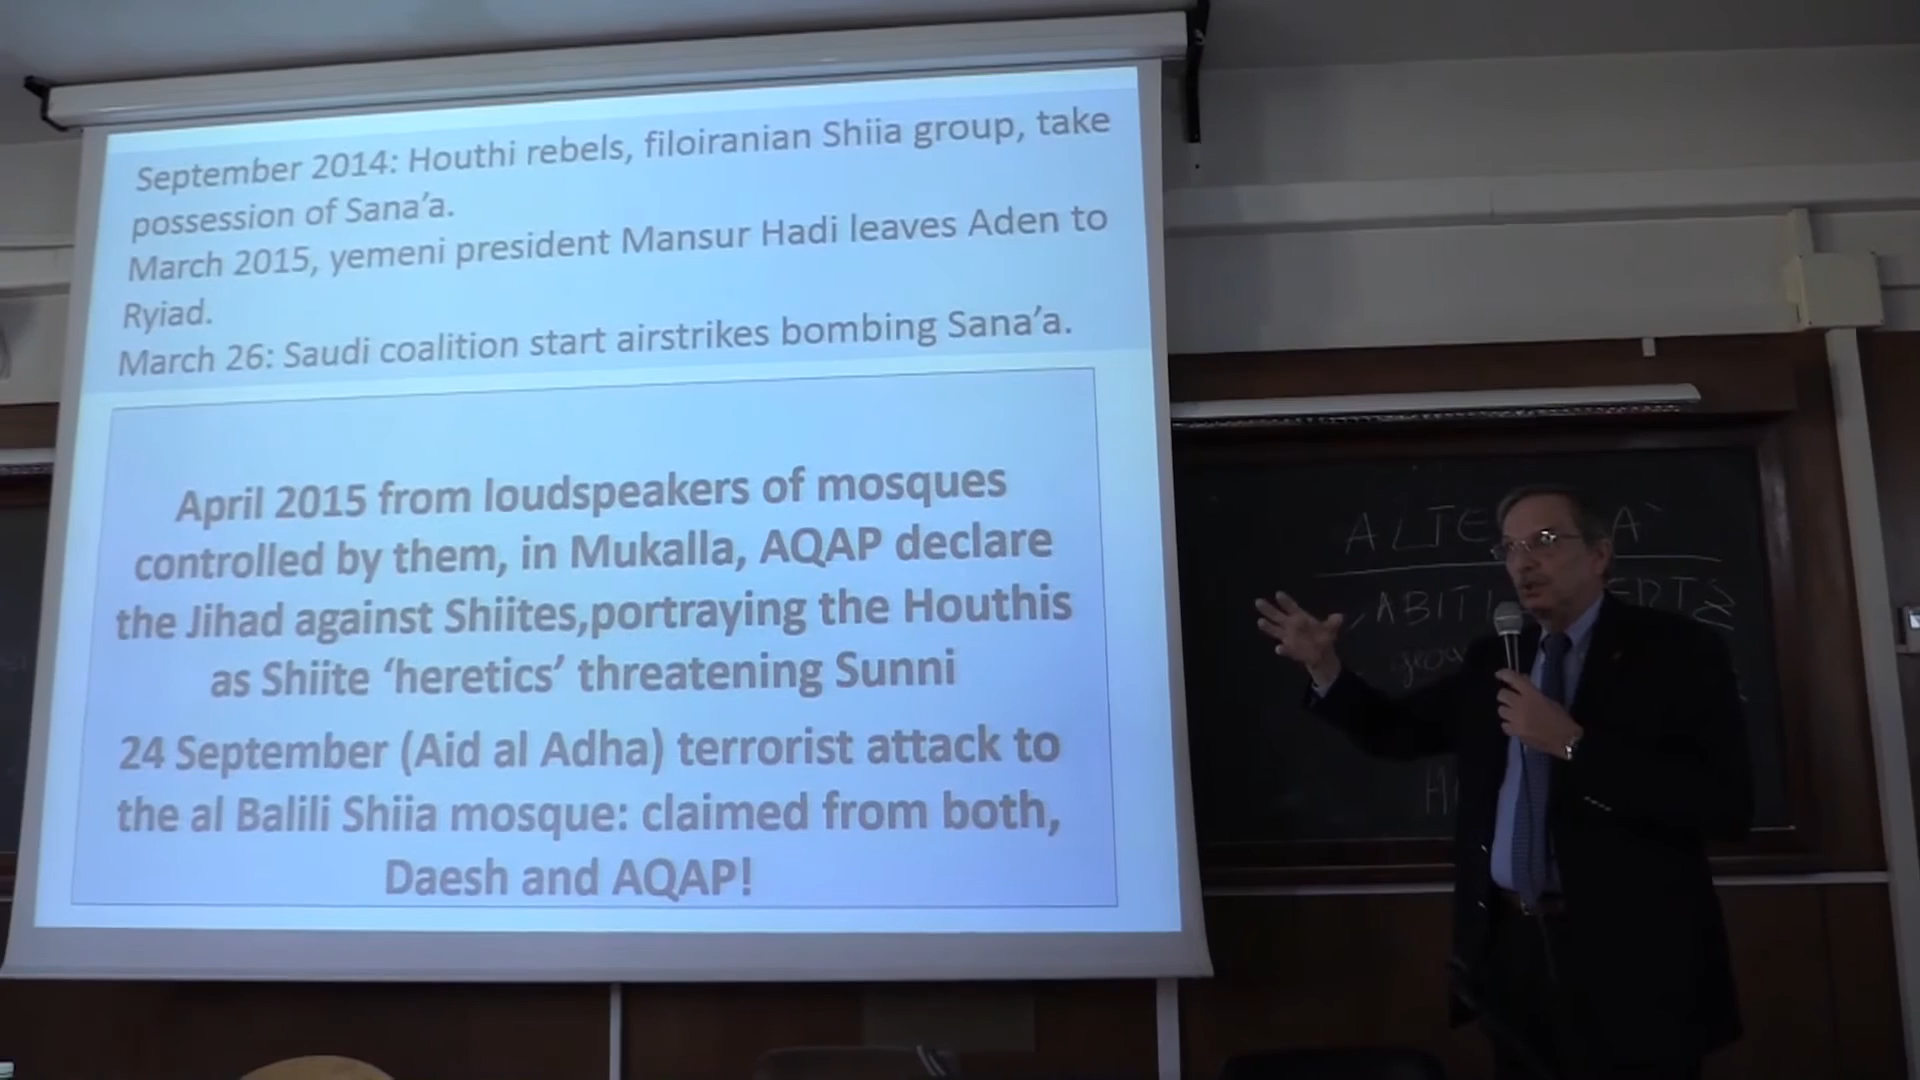 September 2014: Houthi rebels, filoiranian Shiia group, take
possession of Sana'a.
March 2015, yemeni president Mansur Hadi leaves Aden to
Ryiad.
March 26: Saudi coalition start airstrikes bombing Sana'a.
April 2015 from loudspeakers of mosques
controlled by them, in Mukalla, AQAP declare
the Jihad against Shiites,portraying the Houthis
as Shiite 'heretics' threatening Sunni
24 September (Aid al Adha) terrorist attack to
the al Balili Shiia mosque: claimed from both,
Daesh and AQAP!